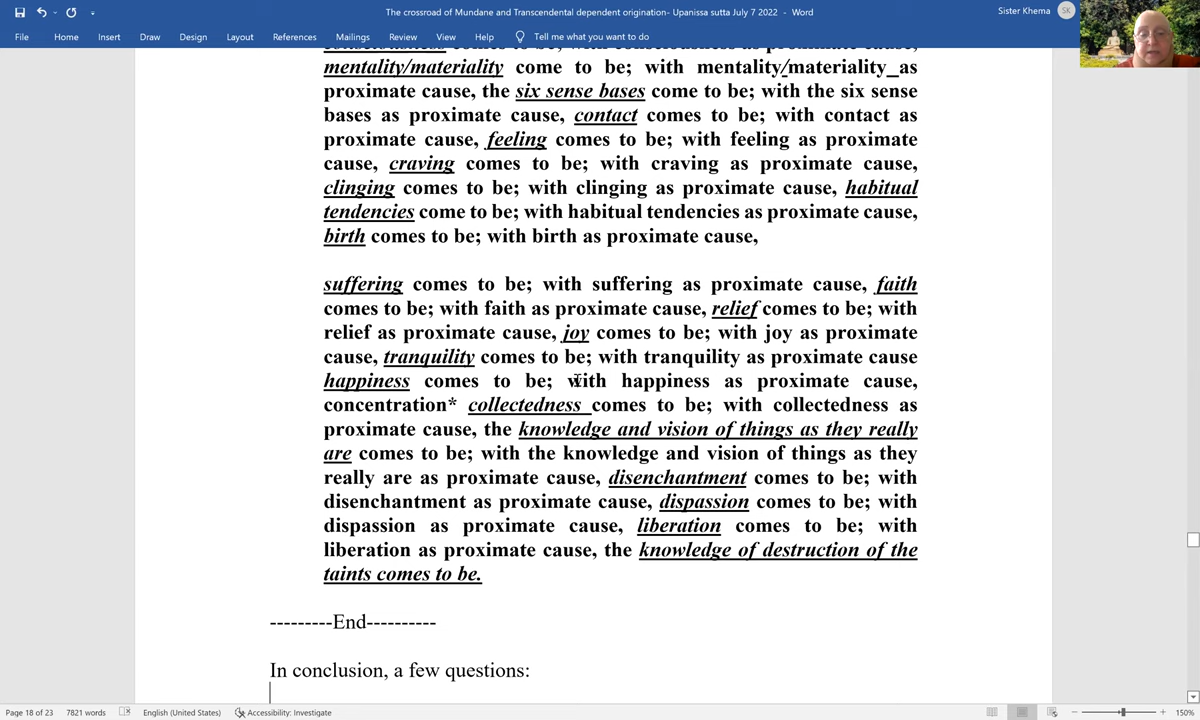 The crossroad of Mundane and Transcendental dependent origination- Upanissa sutta July 7 2022 - Word
Sister Khema
SK
File Home Insert Draw Design Layout References Mailings Review View Help Tell me what you want to do
mentality/materiality come to be; with mentality/materiality as
proximate cause, the six sense bases come to be; with the six sense
bases as proximate cause, contact comes to be; with contact as
proximate cause, feeling comes to be; with feeling as proximate
cause, craving comes to be; with craving as proximate cause,
clinging comes to be; with clinging as proximate cause, habitual
tendencies come to be; with habitual tendencies as proximate cause,
birth comes to be; with birth as proximate cause,
suffering comes to be; with suffering as proximate cause, faith
comes to be; with faith as proximate cause, relief comes to be; with
relief as proximate cause, joy comes to be; with joy as proximate
cause, tranquility comes to be; with tranquility as proximate cause
happiness comes to be; with happiness as proximate cause,
concentration* collectedness comes to be; with collectedness as
proximate cause, the knowledge and vision of things as they really
are comes to be; with the knowledge and vision of things as they
really are as proximate cause, disenchantment comes to be; with
disenchantment as proximate cause, dispassion comes to be; with
dispassion as proximate cause, liberation comes to be; with
liberation as proximate cause, the knowledge of destruction of the
taints comes to be.
---------End----------
In conclusion, a few questions:
Page 18 of 23 7821 words English (United States) Accessibility: Investigate 150%